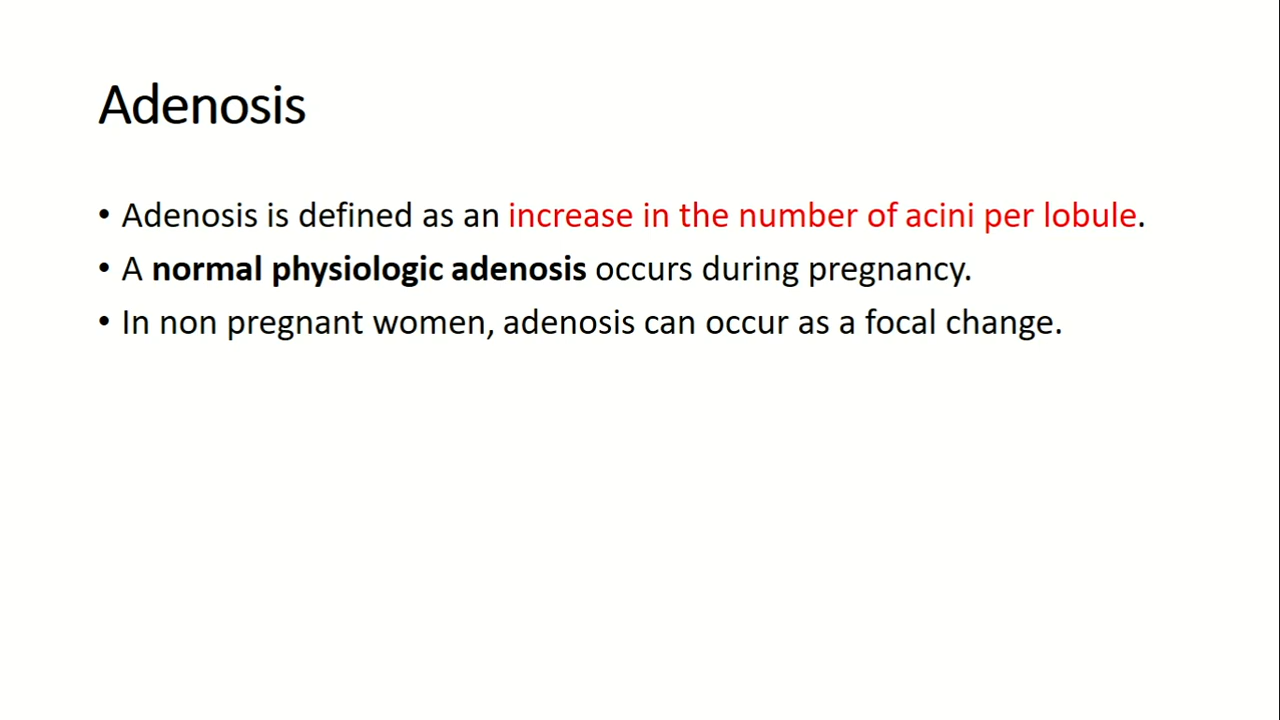 Adenosis
• Adenosis is defined as an increase in the number of acini per lobule.
• A normal physiologic adenosis occurs during pregnancy.
• In non pregnant women, adenosis can occur as a focal change.